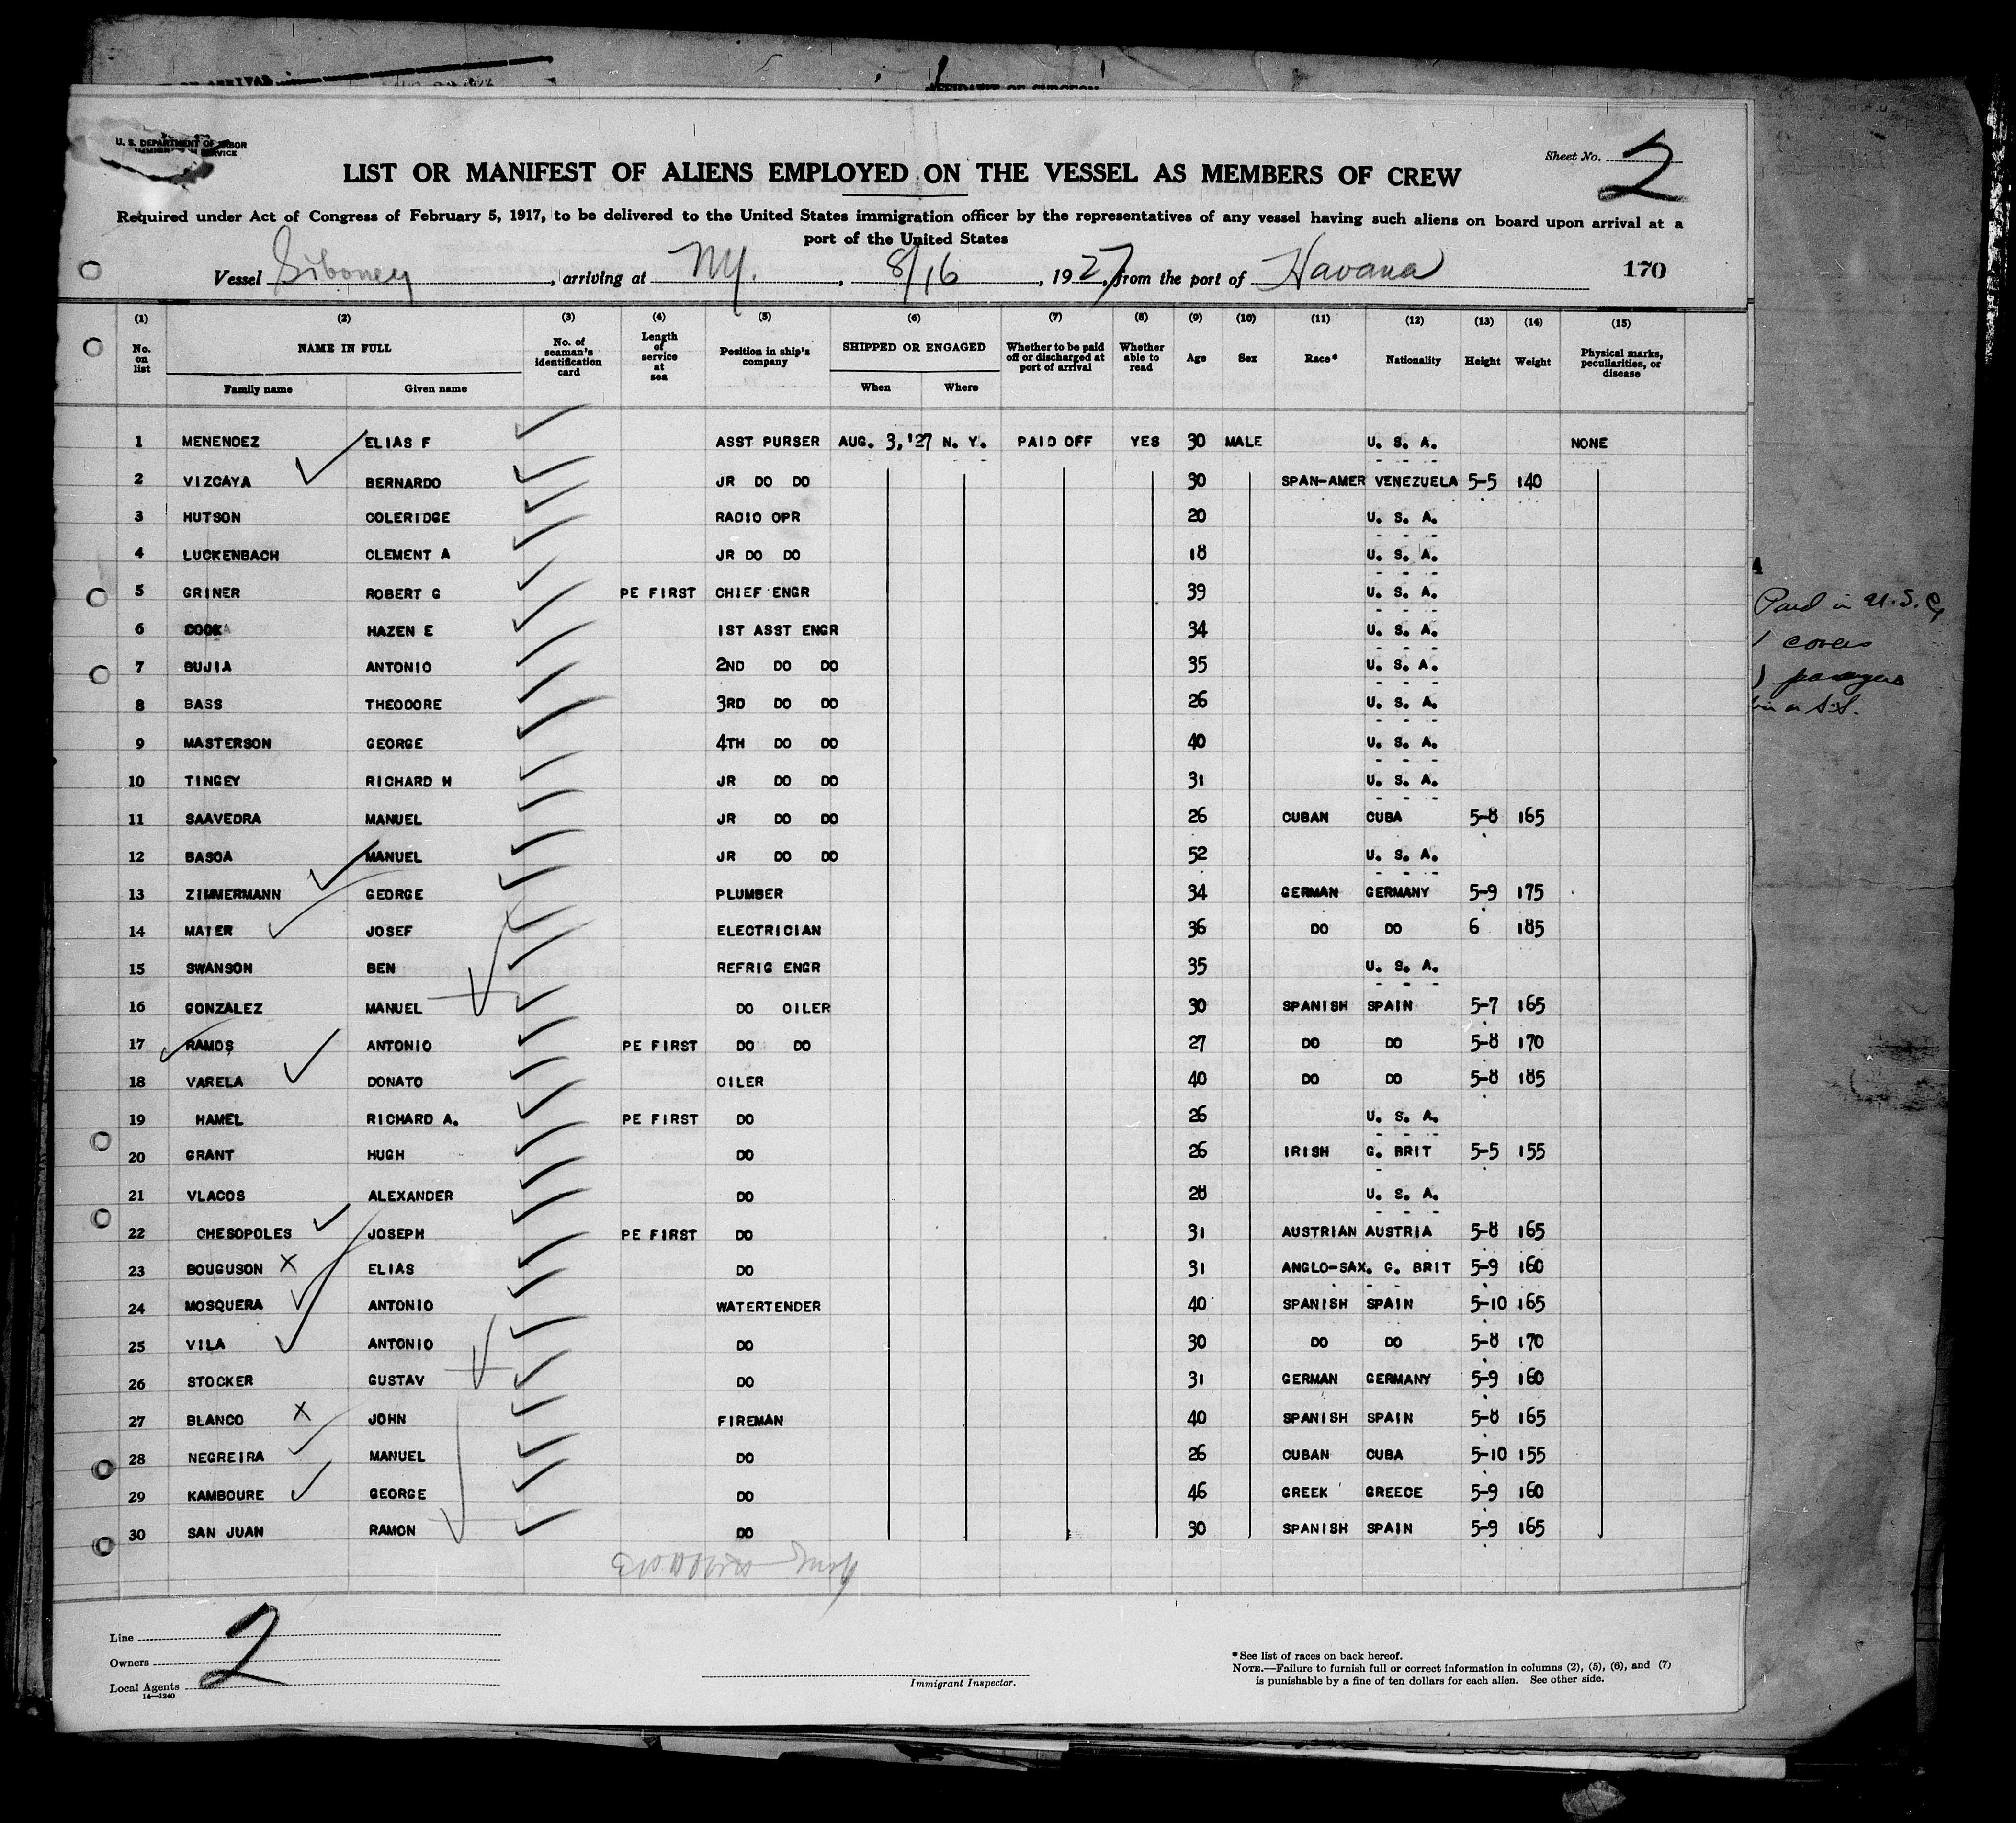 U. S. DEPARTMENT OF LABOR
IMMIGRATION SERVICE
Sheet No. 2
LIST OR MANIFEST OF ALIENS EMPLOYED ON THE VESSEL AS MEMBERS OF CREW
Required under Act of Congress of February 5, 1917, to be delivered to the United States immigration officer by the representatives of any vessel having such aliens on board upon arrival at a
port of the United States
Vessel Siboney, arriving at NY., 8/16, 1927, from the port of Havana 170
(1) (2) (3) (4) (5) (6) (7) (8) (9) (10) (11) (12) (13) (14) (15)
No. on list NAME IN FULL Family name Given name No. of seaman's identification card Length of service at sea Position in ship's company SHIPPED OR ENGAGED When Where Whether to be paid off or discharged at port of arrival Whether able to read Age Sex Race* Nationality Height Weight Physical marks, peculiarities, or disease
1 MENENDEZ ELIAS F ASST PURSER AUG. 3,'27 N. Y. PAID OFF YES 30 MALE U. S. A. NONE
2 VIZCAYA BERNARDO JR DO DO 30 SPAN-AMER VENEZUELA 5-5 140
3 HUTSON COLERIDGE RADIO OPR 20 U. S. A.
4 LUCKENBACH CLEMENT A JR DO DO 18 U. S. A.
5 GRINER ROBERT G PE FIRST CHIEF ENGR 39 U. S. A.
6 COOK HAZEN E 1ST ASST ENGR 34 U. S. A.
7 BUJIA ANTONIO 2ND DO DO 35 U. S. A.
8 BASS THEODORE 3RD DO DO 26 U. S. A.
9 MASTERSON GEORGE 4TH DO DO 40 U. S. A.
10 TINGEY RICHARD H JR DO DO 31 U. S. A.
11 SAAVEDRA MANUEL JR DO DO 26 CUBAN CUBA 5-8 165
12 BASOA MANUEL JR DO DO 52 U. S. A.
13 ZIMMERMANN GEORGE PLUMBER 34 GERMAN GERMANY 5-9 175
14 MAIER JOSEF ELECTRICIAN 36 DO DO 6 185
15 SWANSON BEN REFRIG ENGR 35 U. S. A.
16 GONZALEZ MANUEL DO OILER 30 SPANISH SPAIN 5-7 165
17 RAMOS ANTONIO PE FIRST DO DO 27 DO DO 5-8 170
18 VARELA DONATO OILER 40 DO DO 5-8 185
19 HAMEL RICHARD A. PE FIRST DO 26 U. S. A.
20 GRANT HUGH DO 26 IRISH G. BRIT 5-5 155
21 VLACOS ALEXANDER DO 28 U. S. A.
22 CHESOPOLES JOSEPH PE FIRST DO 31 AUSTRIAN AUSTRIA 5-8 165
23 BOUGUSON X ELIAS DO 31 ANGLO-SAX. G. BRIT 5-9 160
24 MOSQUERA ANTONIO WATERTENDER 40 SPANISH SPAIN 5-10 165
25 VILA ANTONIO DO 30 DO DO 5-8 170
26 STOCKER GUSTAV DO 31 GERMAN GERMANY 5-9 160
27 BLANCO X JOHN FIREMAN 40 SPANISH SPAIN 5-8 165
28 NEGREIRA MANUEL DO 26 CUBAN CUBA 5-10 155
29 KAMBOURE GEORGE DO 46 GREEK GREECE 5-9 160
30 SAN JUAN RAMON DO 30 SPANISH SPAIN 5-9 165
Paid in U.S. Cy
1 covers
in a S.S.
Line
Owners
Local Agents
14—1240
2
Immigrant Inspector.
*See list of races on back hereof.
NOTE.—Failure to furnish full or correct information in columns (2), (5), (6), and (7)
is punishable by a fine of ten dollars for each alien. See other side.